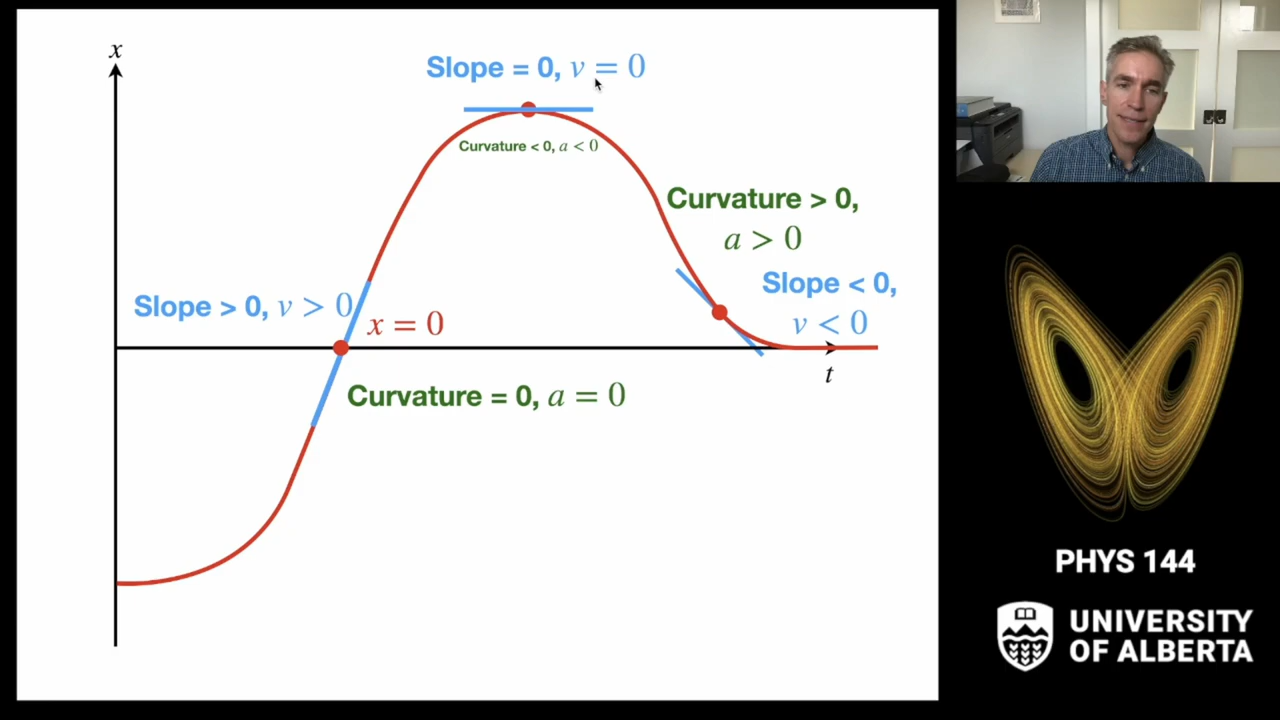 x
Slope = 0, v = 0
Curvature < 0, a < 0
Curvature > 0,
a > 0
Slope < 0,
v < 0
Slope > 0, v > 0
x = 0
t
Curvature = 0, a = 0
PHYS 144
UNIVERSITY
OF ALBERTA